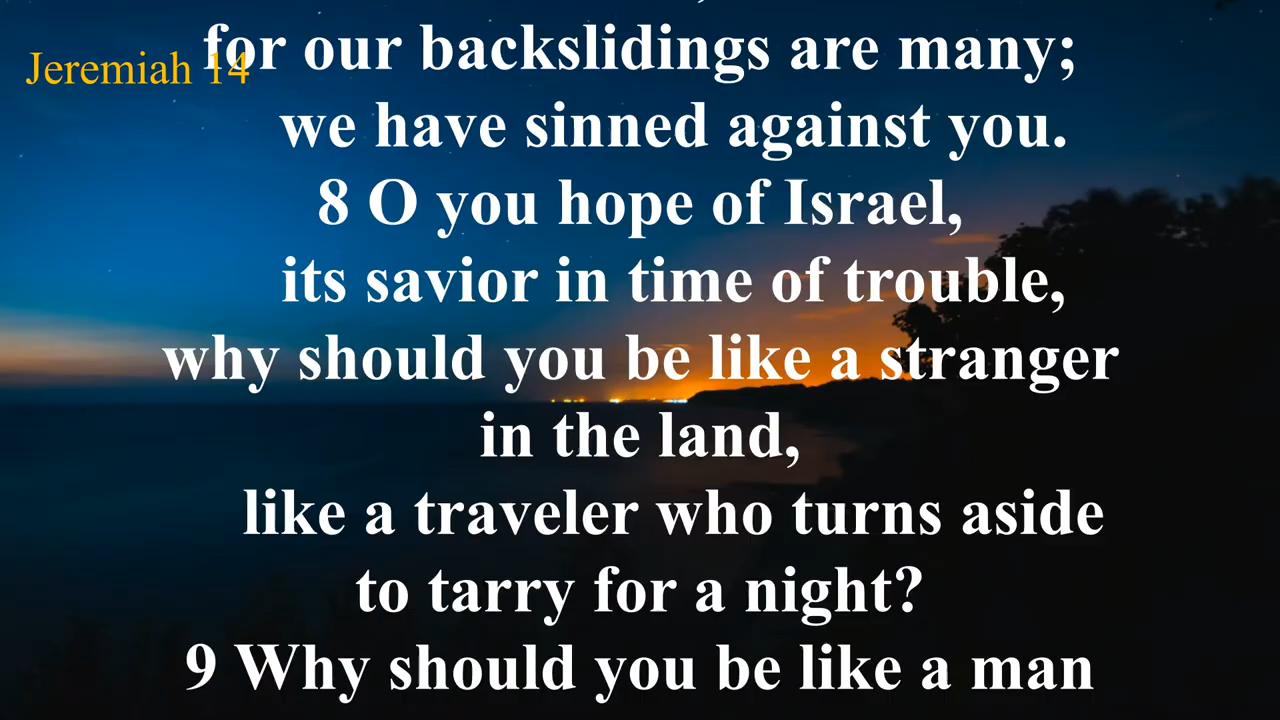 Jeremiah 14
for our backslidings are many;
we have sinned against you.
8 O you hope of Israel,
its savior in time of trouble,
why should you be like a stranger
in the land,
like a traveler who turns aside
to tarry for a night?
9 Why should you be like a man